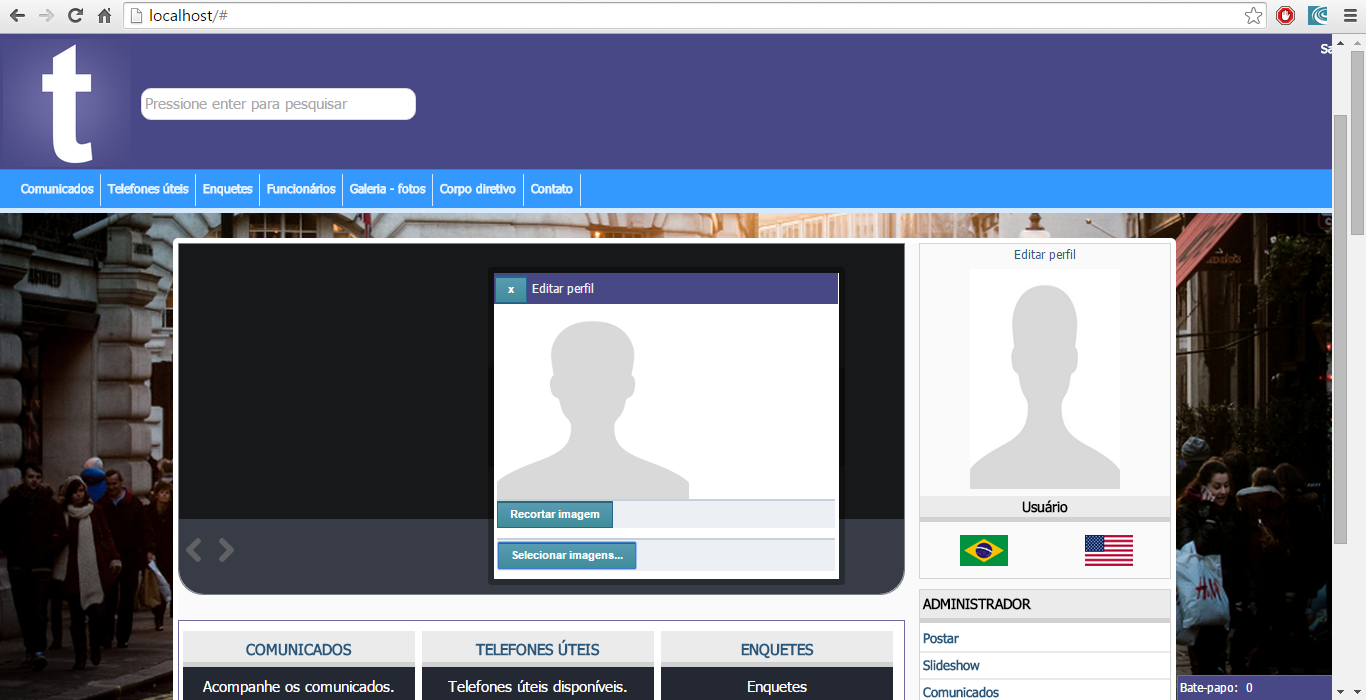 localhost/#
Sa
t
Pressione enter para pesquisar
Comunicados Telefones úteis Enquetes Funcionários Galeria - fotos Corpo diretivo Contato
Editar perfil
x Editar perfil
Recortar imagem
Selecionar imagens...
Usuário
ADMINISTRADOR
Postar
Slideshow
Comunicados
COMUNICADOS TELEFONES ÚTEIS ENQUETES
Acompanhe os comunicados. Telefones úteis disponíveis. Enquetes
H&M
Bate-papo: 0